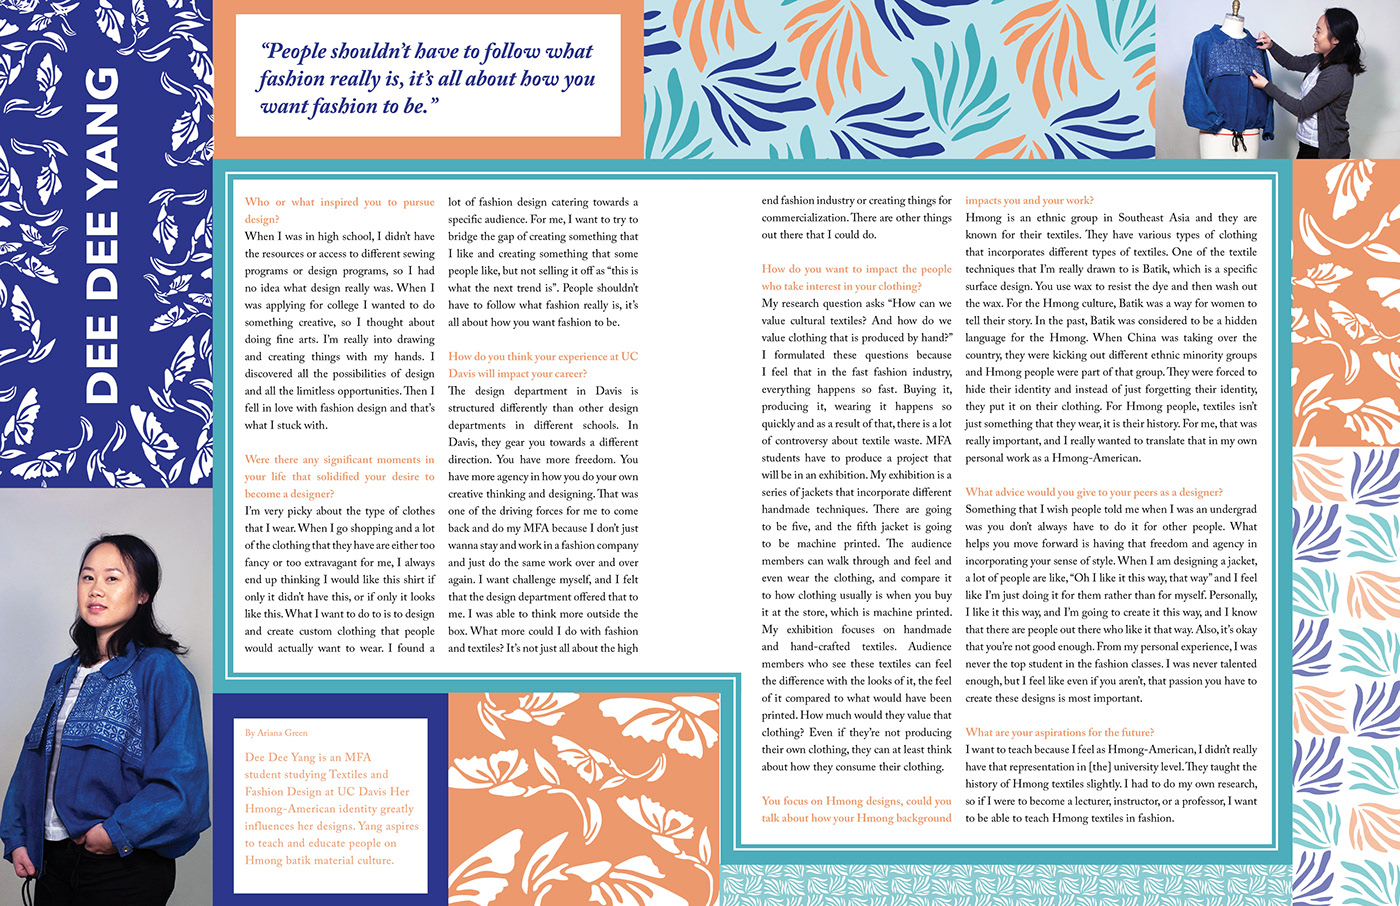 DEE DEE YANG
“People shouldn’t have to follow what
fashion really is, it’s all about how you
want fashion to be.”
Who or what inspired you to pursue
design?
When I was in high school, I didn’t have
the resources or access to different sewing
programs or design programs, so I had
no idea what design really was. When I
was applying for college I wanted to do
something creative, so I thought about
doing fine arts. I’m really into drawing
and creating things with my hands. I
discovered all the possibilities of design
and all the limitless opportunities. Then I
fell in love with fashion design and that’s
what I stuck with.
Were there any significant moments in
your life that solidified your desire to
become a designer?
I’m very picky about the type of clothes
that I wear. When I go shopping and a lot
of the clothing that they have are either too
fancy or too extravagant for me, I always
end up thinking I would like this shirt if
only it didn’t have this, or if only it looks
like this. What I want to do to is to design
and create custom clothing that people
would actually want to wear. I found a
lot of fashion design catering towards a
specific audience. For me, I want to try to
bridge the gap of creating something that
I like and creating something that some
people like, but not selling it off as “this is
what the next trend is”. People shouldn’t
have to follow what fashion really is, it’s
all about how you want fashion to be.
How do you think your experience at UC
Davis will impact your career?
The design department in Davis is
structured differently than other design
departments in different schools. In
Davis, they gear you towards a different
direction. You have more freedom. You
have more agency in how you do your own
creative thinking and designing. That was
one of the driving forces for me to come
back and do my MFA because I don’t just
wanna stay and work in a fashion company
and just do the same work over and over
again. I want challenge myself, and I felt
that the design department offered that to
me. I was able to think more outside the
box. What more could I do with fashion
and textiles? It’s not just all about the high
end fashion industry or creating things for
commercialization. There are other things
out there that I could do.
How do you want to impact the people
who take interest in your clothing?
My research question asks “How can we
value cultural textiles? And how do we
value clothing that is produced by hand?”
I formulated these questions because
I feel that in the fast fashion industry,
everything happens so fast. Buying it,
producing it, wearing it happens so
quickly and as a result of that, there is a lot
of controversy about textile waste. MFA
students have to produce a project that
will be in an exhibition. My exhibition is a
series of jackets that incorporate different
handmade techniques. There are going
to be five, and the fifth jacket is going
to be machine printed. The audience
members can walk through and feel and
even wear the clothing, and compare it
to how clothing usually is when you buy
it at the store, which is machine printed.
My exhibition focuses on handmade
and hand-crafted textiles. Audience
members who see these textiles can feel
the difference with the looks of it, the feel
of it compared to what would have been
printed. How much would they value that
clothing? Even if they’re not producing
their own clothing, they can at least think
about how they consume their clothing.
You focus on Hmong designs, could you
talk about how your Hmong background
impacts you and your work?
Hmong is an ethnic group in Southeast Asia and they are
known for their textiles. They have various types of clothing
that incorporates different types of textiles. One of the textile
techniques that I’m really drawn to is Batik, which is a specific
surface design. You use wax to resist the dye and then wash out
the wax. For the Hmong culture, Batik was a way for women to
tell their story. In the past, Batik was considered to be a hidden
language for the Hmong. When China was taking over the
country, they were kicking out different ethnic minority groups
and Hmong people were part of that group. They were forced to
hide their identity and instead of just forgetting their identity,
they put it on their clothing. For Hmong people, textiles isn’t
just something that they wear, it is their history. For me, that was
really important, and I really wanted to translate that in my own
personal work as a Hmong-American.
What advice would you give to your peers as a designer?
Something that I wish people told me when I was an undergrad
was you don’t always have to do it for other people. What
helps you move forward is having that freedom and agency in
incorporating your sense of style. When I am designing a jacket,
a lot of people are like, “Oh I like it this way, that way” and I feel
like I’m just doing it for them rather than for myself. Personally,
I like it this way, and I’m going to create it this way, and I know
that there are people out there who like it that way. Also, it’s okay
that you’re not good enough. From my personal experience, I was
never the top student in the fashion classes. I was never talented
enough, but I feel like even if you aren’t, that passion you have to
create these designs is most important.
What are your aspirations for the future?
I want to teach because I feel as Hmong-American, I didn’t really
have that representation in [the] university level. They taught the
history of Hmong textiles slightly. I had to do my own research,
so if I were to become a lecturer, instructor, or a professor, I want
to be able to teach Hmong textiles in fashion.
By Ariana Green
Dee Dee Yang is an MFA
student studying Textiles and
Fashion Design at UC Davis Her
Hmong-American identity greatly
influences her designs. Yang aspires
to teach and educate people on
Hmong batik material culture.